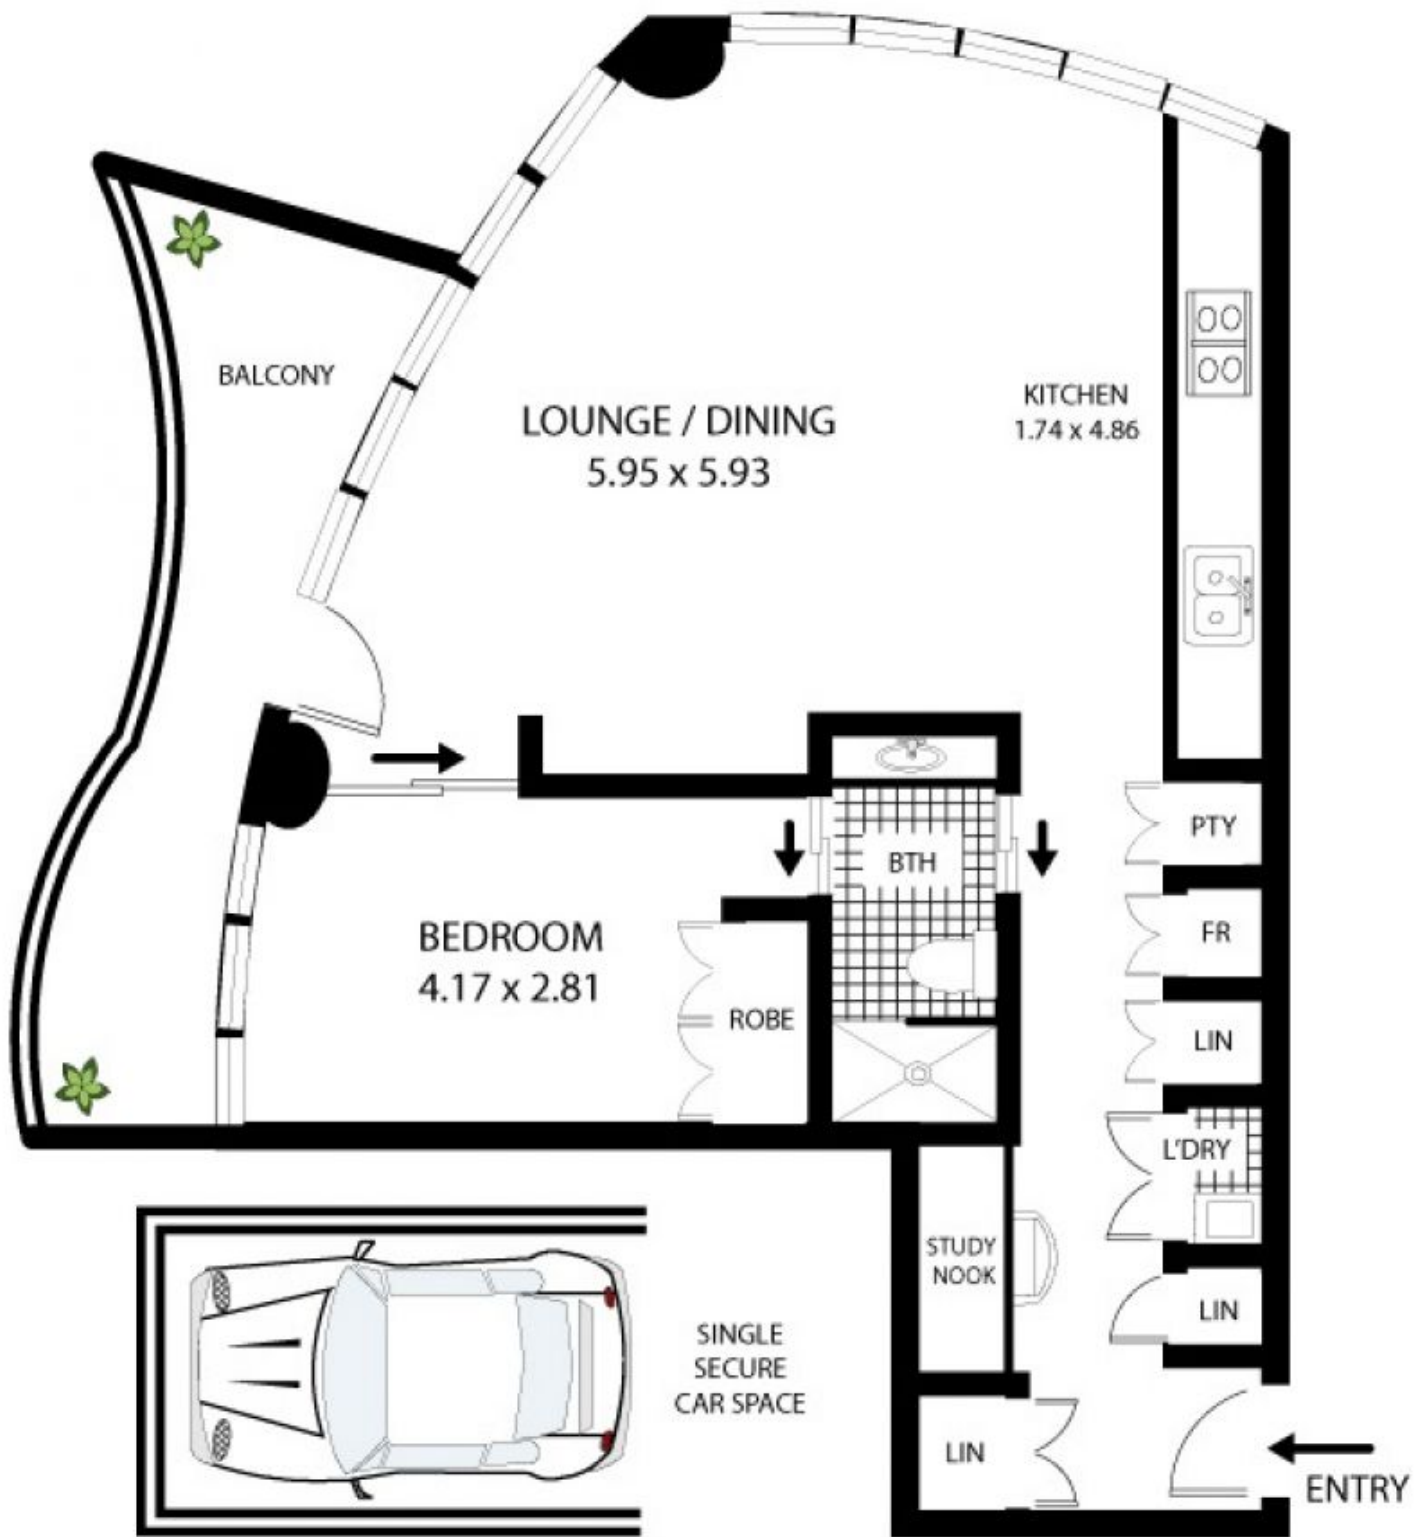 BALCONY
LOUNGE / DINING
5.95 x 5.93
KITCHEN
1.74 x 4.86
PTY
BTH
FR
BEDROOM
4.17 x 2.81
ROBE
LIN
L'DRY
STUDY
NOOK
LIN
SINGLE
SECURE
CAR SPACE
LIN
ENTRY